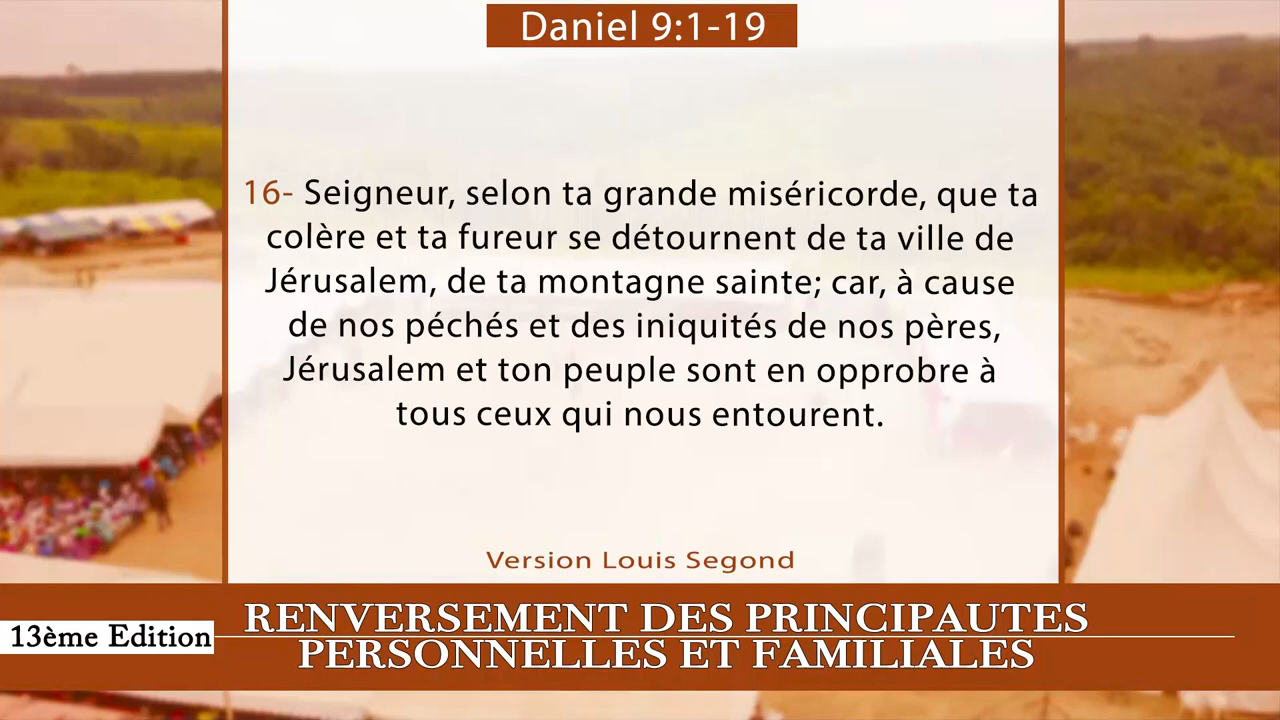 Daniel 9:1-19
16- Seigneur, selon ta grande miséricorde, que ta
colère et ta fureur se détournent de ta ville de
Jérusalem, de ta montagne sainte; car, à cause
de nos péchés et des iniquités de nos pères,
Jérusalem et ton peuple sont en opprobre à
tous ceux qui nous entourent.
Version Louis Segond
13ème Edition
RENVERSEMENT DES PRINCIPAUTES
PERSONNELLES ET FAMILIALES